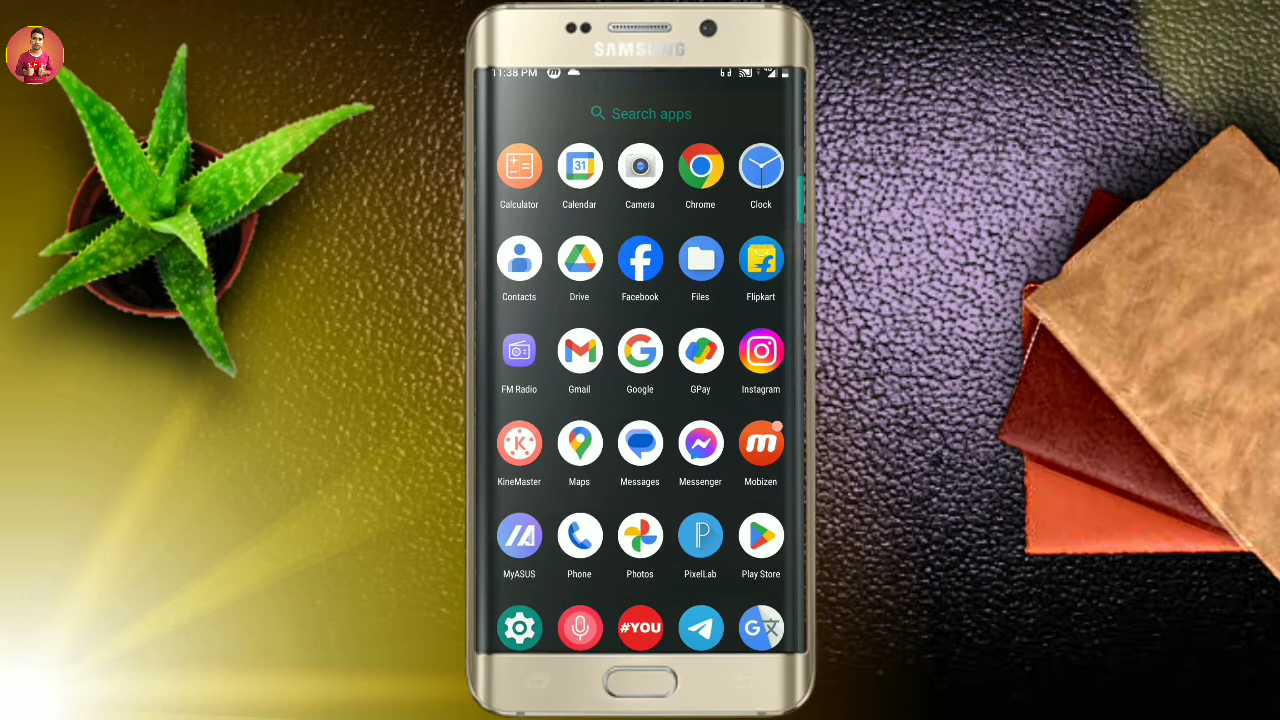 SAMSUNG
11:38 PM
Search apps
31
Calculator Calendar Camera Chrome Clock
Contacts Drive Facebook Files Flipkart
FM Radio Gmail Google GPay Instagram
KineMaster Maps Messages Messenger Mobizen
MyASUS Phone Photos PixelLab Play Store
#YOU